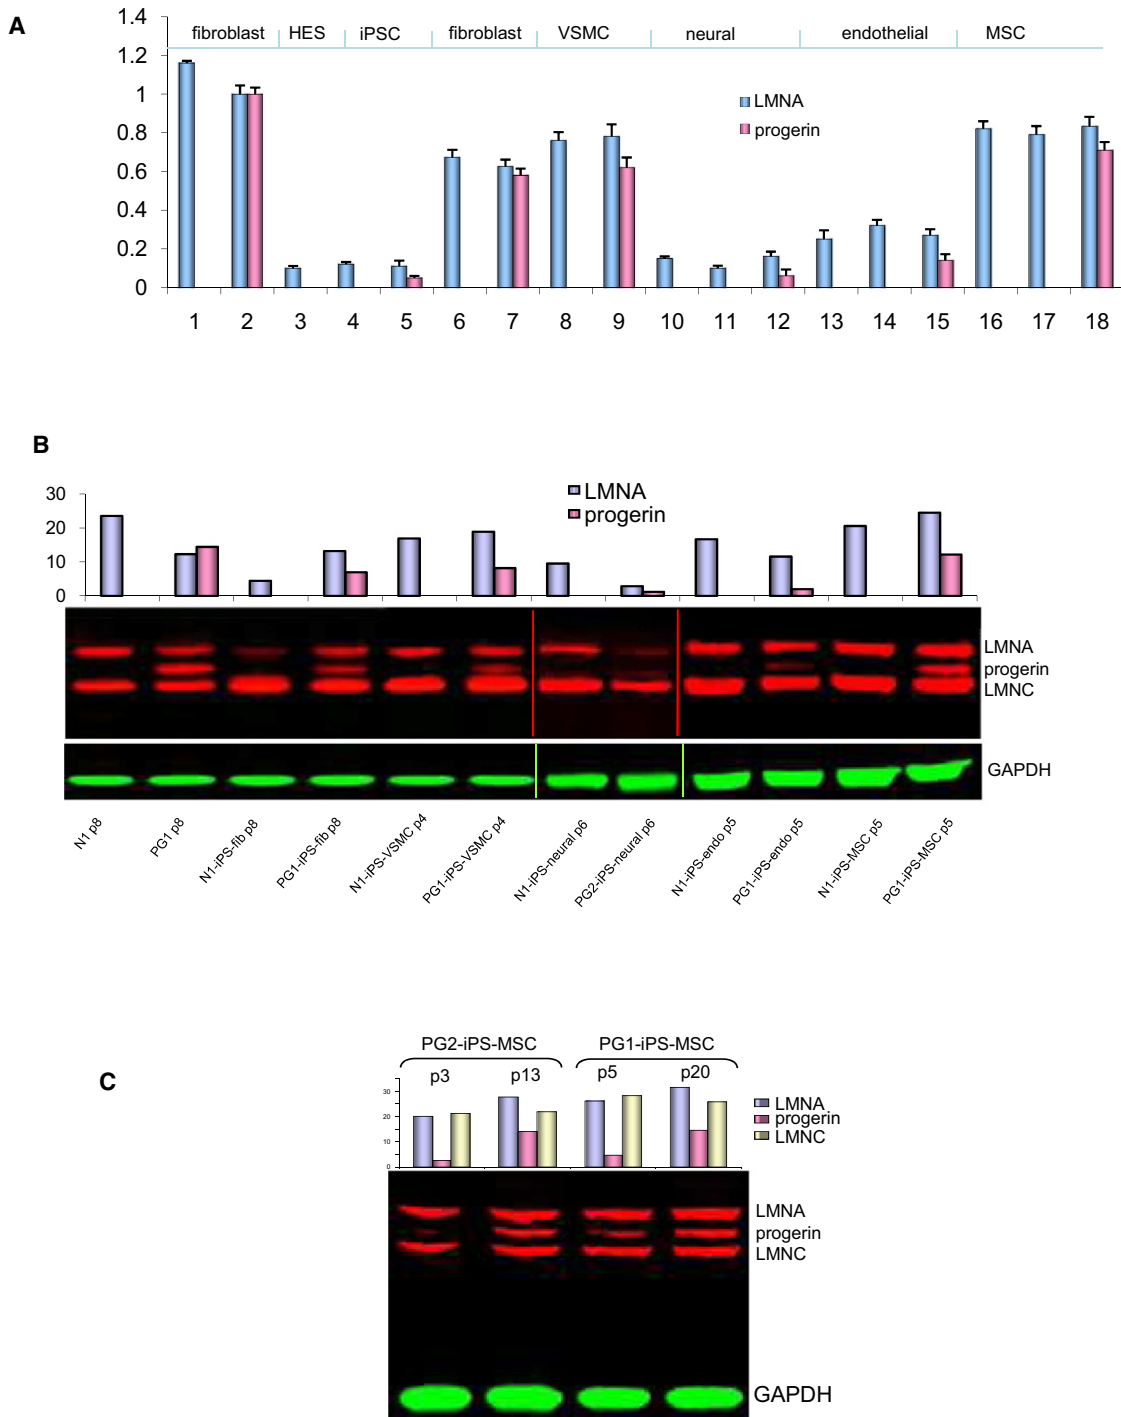 A
1.4
1.2
1
0.8
0.6
0.4
0.2
0
fibroblast HES iPSC fibroblast VSMC neural endothelial MSC
LMNA
progerin
1 2 3 4 5 6 7 8 9 10 11 12 13 14 15 16 17 18
B
30
20
10
0
LMNA
progerin
LMNA
progerin
LMNC
GAPDH
N1 p8
PG1 p8
N1-iPS-fib p8
PG1-iPS-fib p8
N1-iPS-VSMC p4
PG1-iPS-VSMC p4
N1-iPS-neural p6
PG2-iPS-neural p6
N1-iPS-endo p5
PG1-iPS-endo p5
N1-iPS-MSC p5
PG1-iPS-MSC p5
C
PG2-iPS-MSC PG1-iPS-MSC
p3 p13 p5 p20
30
20
10
0
LMNA
progerin
LMNC
LMNA
progerin
LMNC
GAPDH